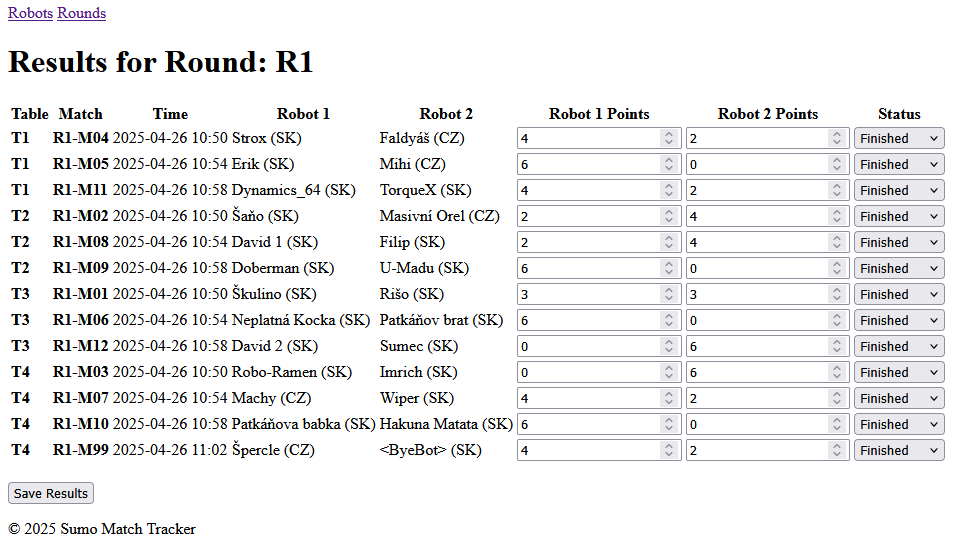 Robots Rounds
Results for Round: R1
Table Match Time Robot 1 Robot 2 Robot 1 Points Robot 2 Points Status
T1 R1-M04 2025-04-26 10:50 Strox (SK) Faldyáš (CZ) 4 2 Finished
T1 R1-M05 2025-04-26 10:54 Erik (SK) Mihi (CZ) 6 0 Finished
T1 R1-M11 2025-04-26 10:58 Dynamics_64 (SK) TorqueX (SK) 4 2 Finished
T2 R1-M02 2025-04-26 10:50 Šaňo (SK) Masivní Orel (CZ) 2 4 Finished
T2 R1-M08 2025-04-26 10:54 David 1 (SK) Filip (SK) 2 4 Finished
T2 R1-M09 2025-04-26 10:58 Doberman (SK) U-Madu (SK) 6 0 Finished
T3 R1-M01 2025-04-26 10:50 Škulino (SK) Rišo (SK) 3 3 Finished
T3 R1-M06 2025-04-26 10:54 Neplatná Kocka (SK) Patkáňov brat (SK) 6 0 Finished
T3 R1-M12 2025-04-26 10:58 David 2 (SK) Sumec (SK) 0 6 Finished
T4 R1-M03 2025-04-26 10:50 Robo-Ramen (SK) Imrich (SK) 0 6 Finished
T4 R1-M07 2025-04-26 10:54 Machy (CZ) Wiper (SK) 4 2 Finished
T4 R1-M10 2025-04-26 10:58 Patkáňova babka (SK) Hakuna Matata (SK) 6 0 Finished
T4 R1-M99 2025-04-26 11:02 Špercle (CZ) <ByeBot> (SK) 4 2 Finished
Save Results
© 2025 Sumo Match Tracker